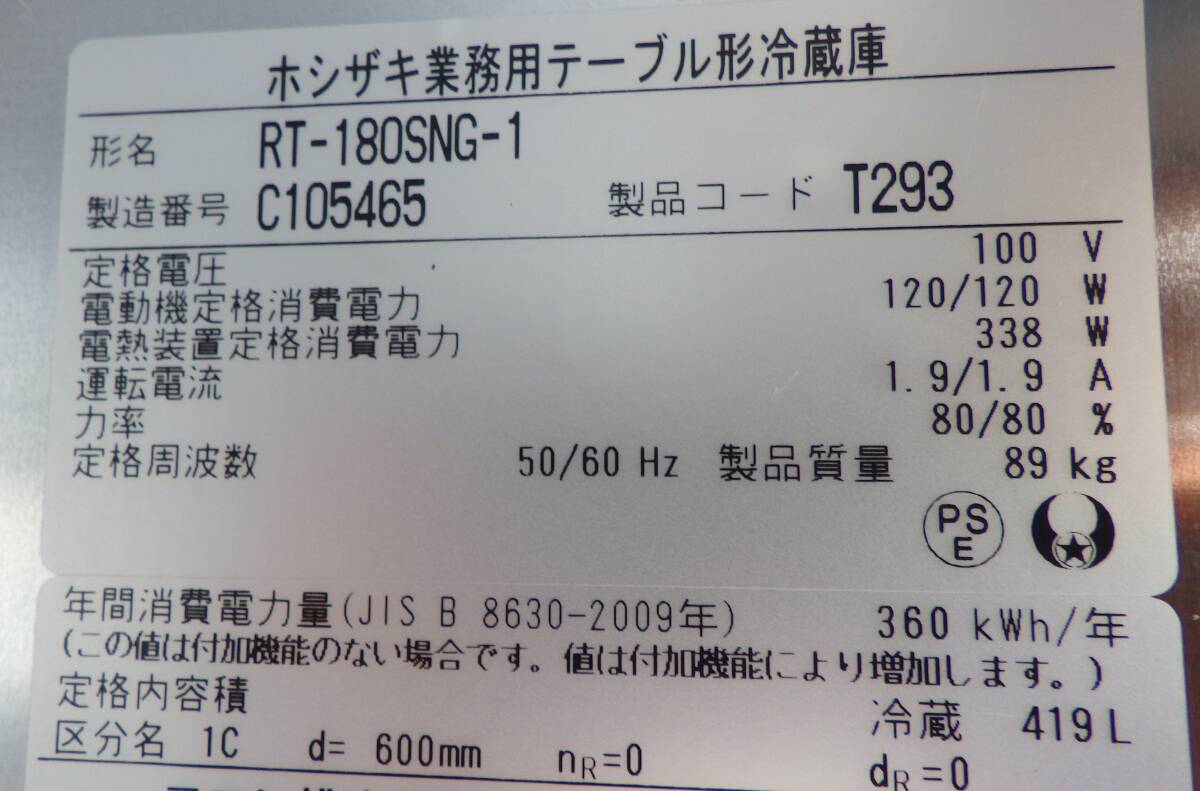 ホシザキ業務用テーブル形冷蔵庫
形名 RT-180SNG-1
製造番号 C105465 製品コード T293
定格電圧 100 V
電動機定格消費電力 120/120 W
電熱装置定格消費電力 338 W
運転電流 1.9/1.9 A
力率 80/80 %
定格周波数 50/60 Hz 製品質量 89 kg
PS
E
年間消費電力量(JIS B 8630-2009年) 360 kWh/年
(この値は付加機能のない場合です。値は付加機能により増加します。)
定格内容積 冷蔵 419 L
区分名 1C d= 600mm nR=0 dR=0